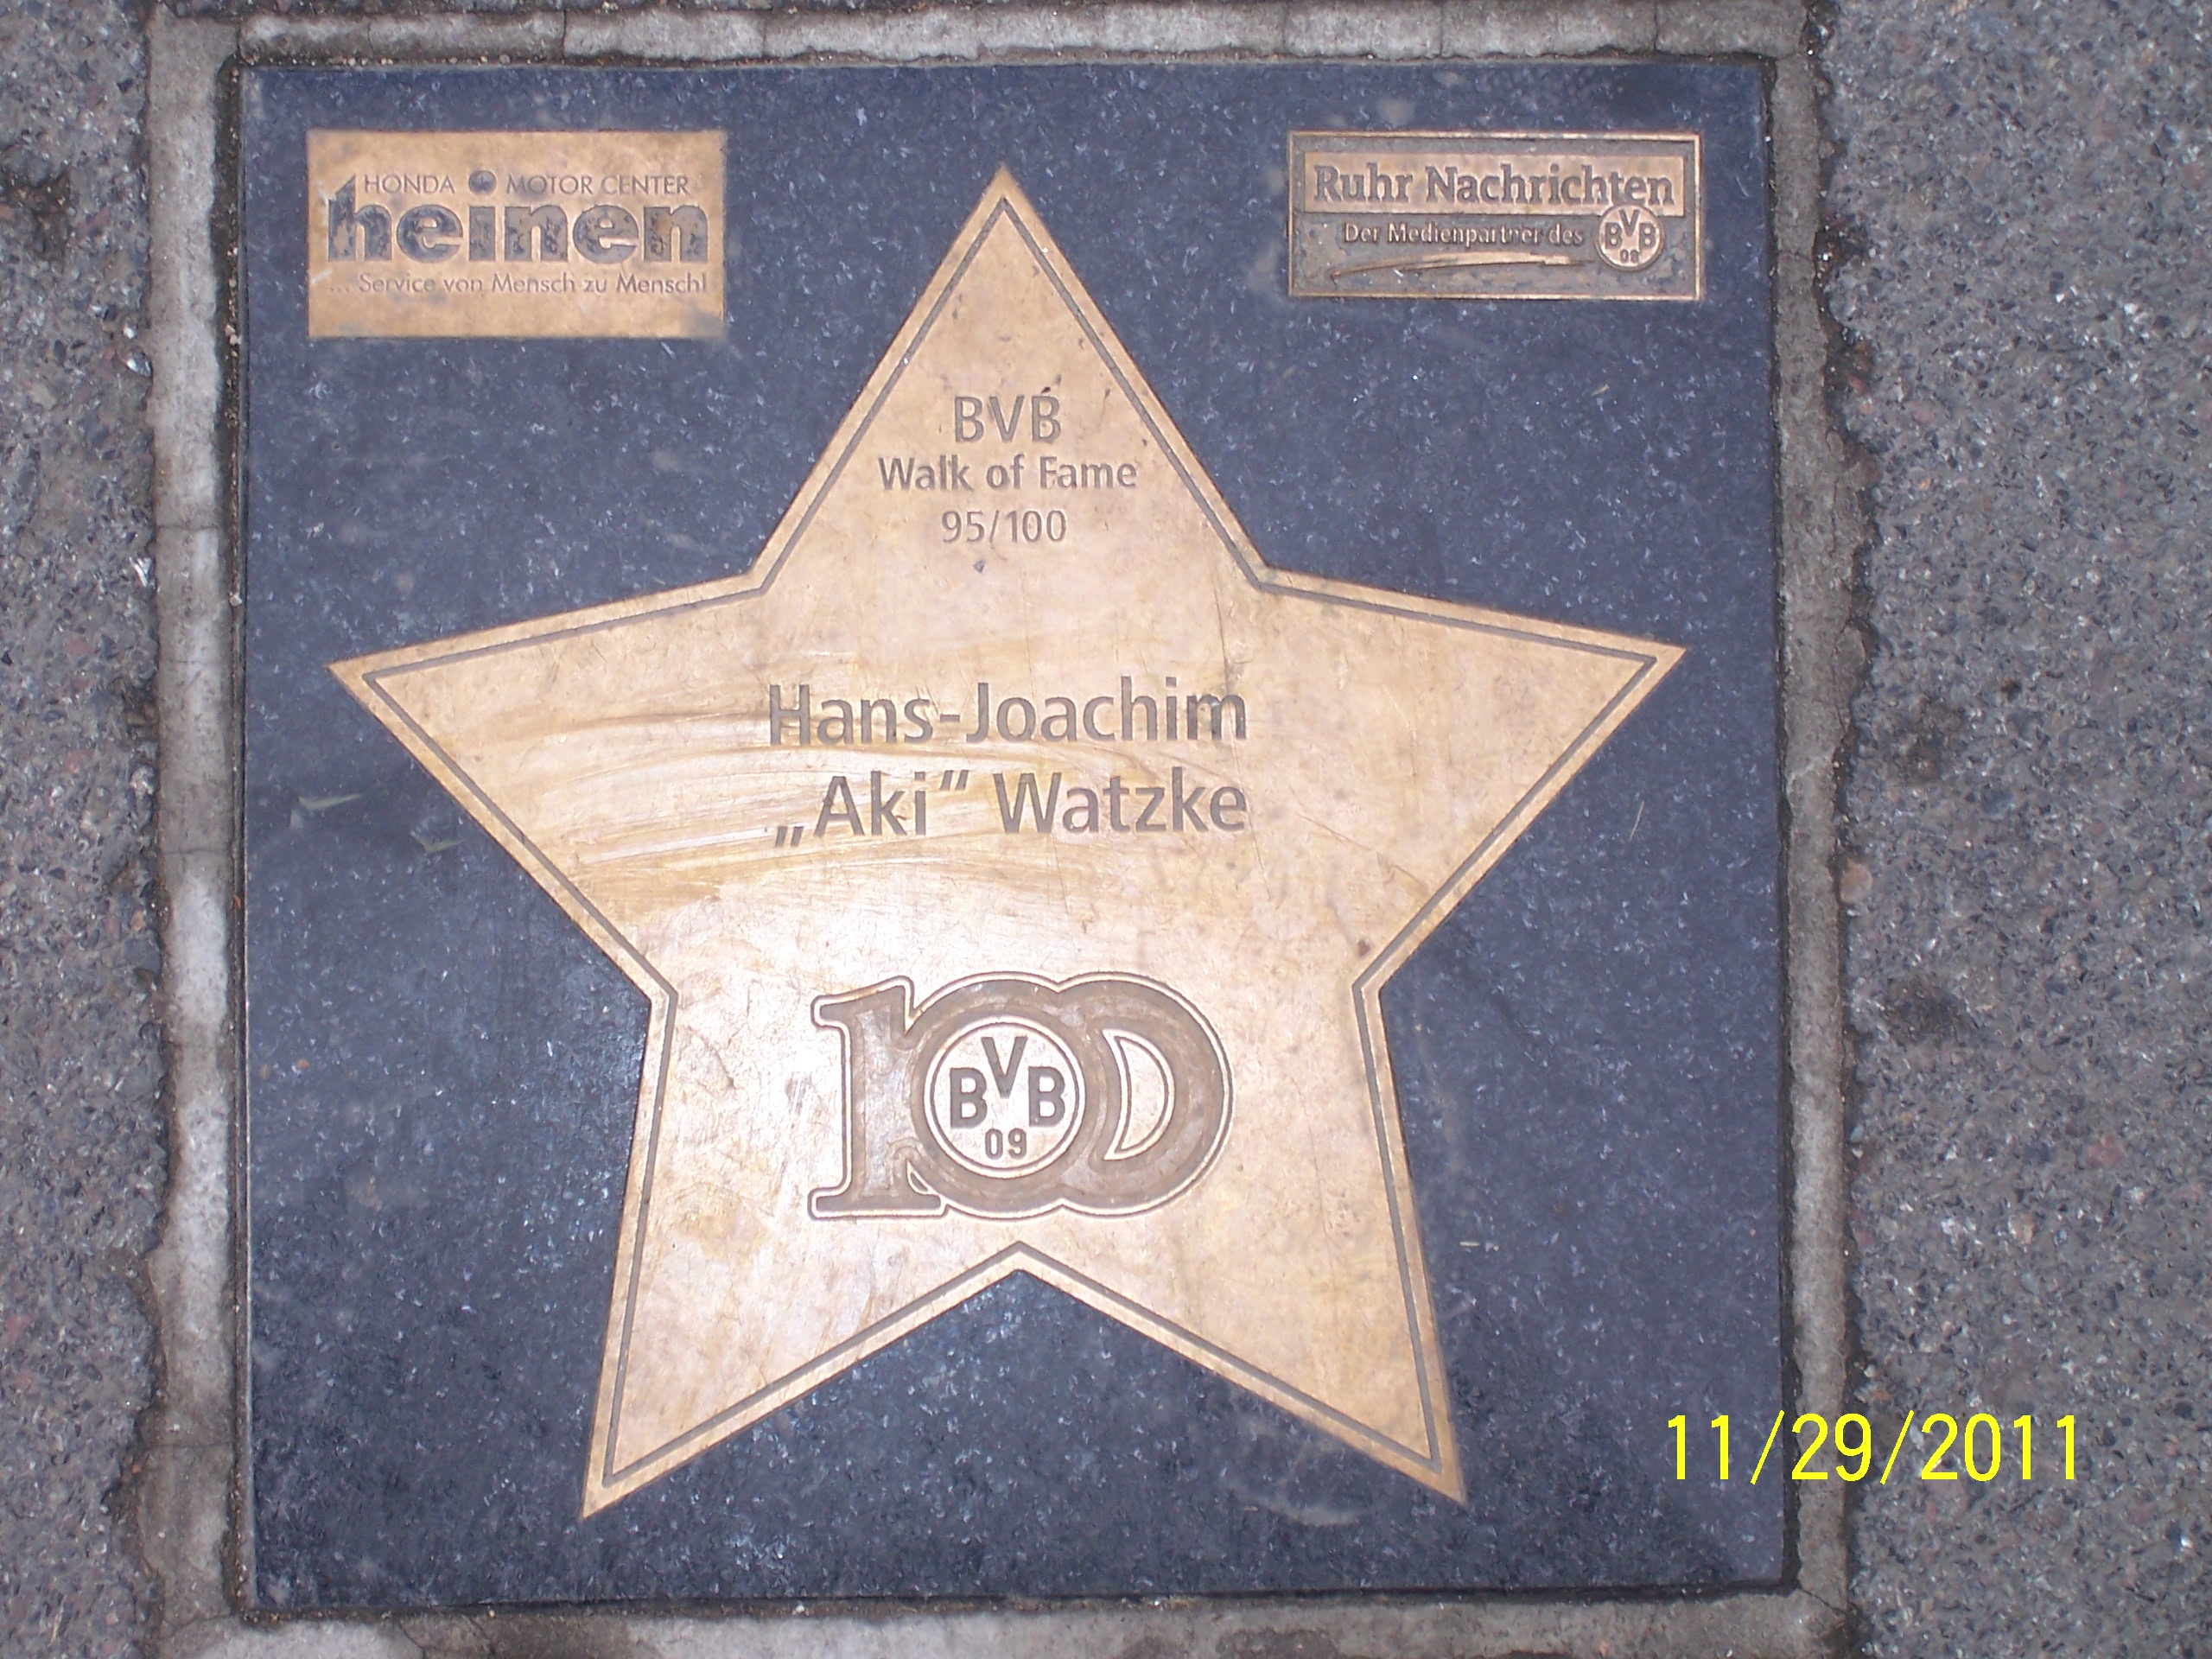 HONDA MOTOR CENTER
heinen
... Service von Mensch zu Mensch!
Ruhr Nachrichten
Der Medienpartner des
BVB
09
BVB
Walk of Fame
95/100
Hans-Joachim
„Aki“ Watzke
100
BVB
09
11/29/2011